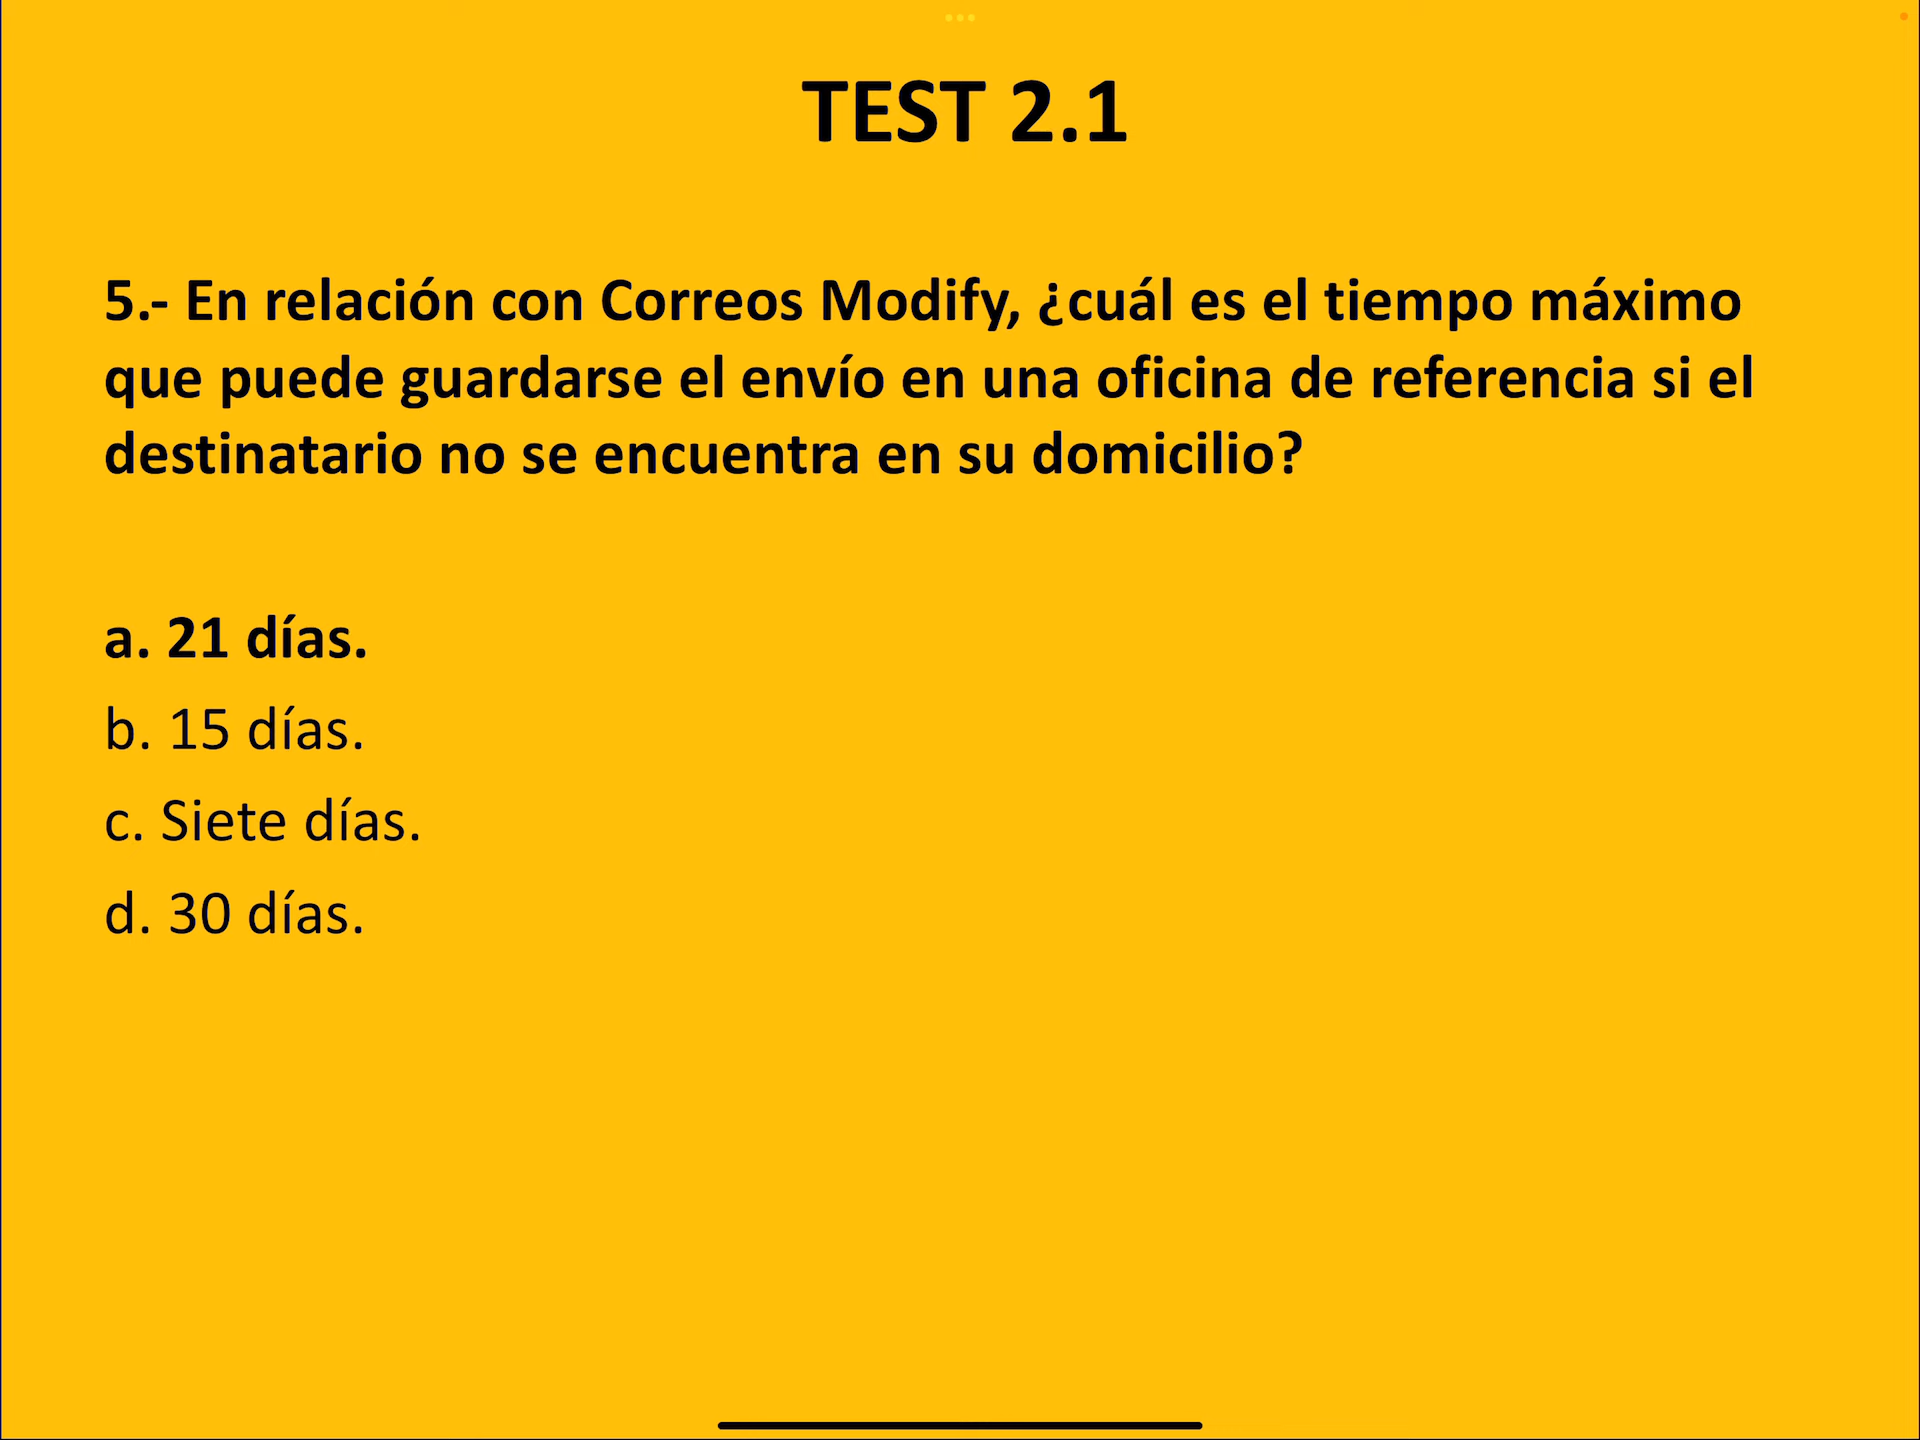 TEST 2.1
5.- En relación con Correos Modify, ¿cuál es el tiempo máximo
que puede guardarse el envío en una oficina de referencia si el
destinatario no se encuentra en su domicilio?
a. 21 días.
b. 15 días.
c. Siete días.
d. 30 días.